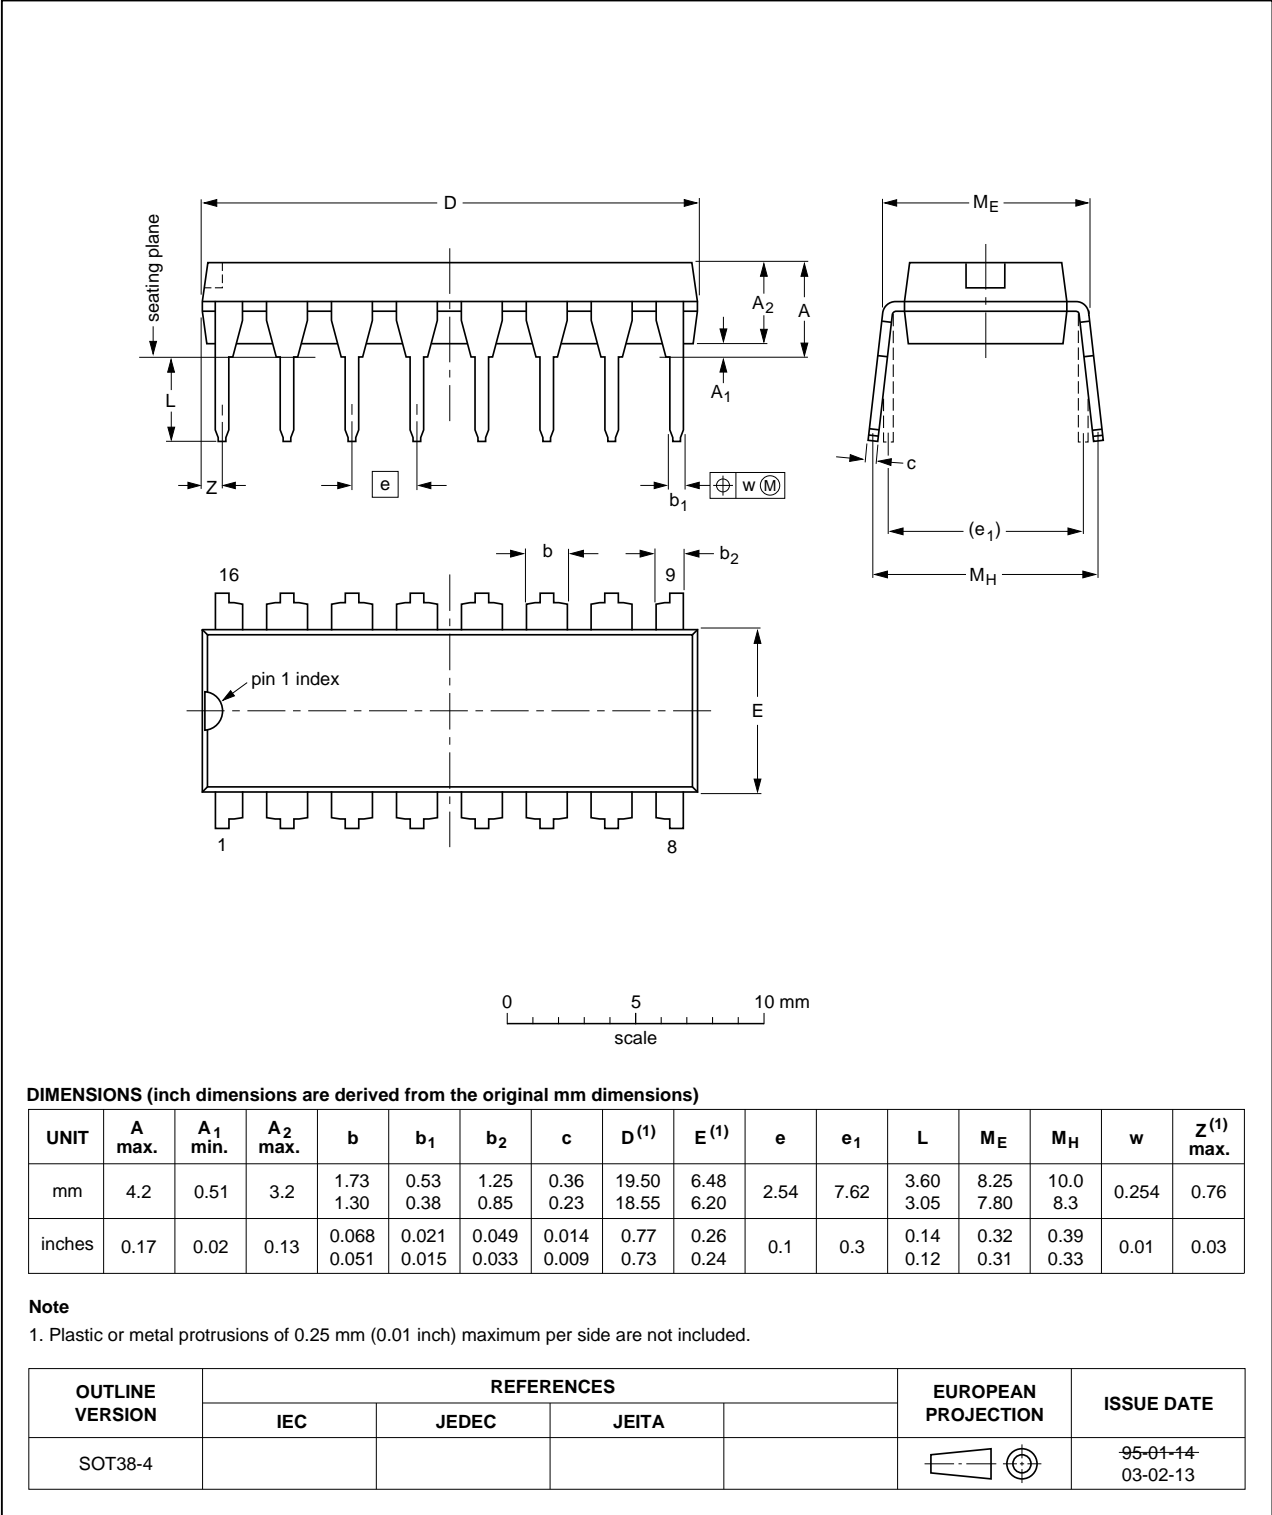 D
M_E
seating plane
A_2
A
A_1
L
c
Z
e
b_1
w M
(e_1)
M_H
b
b_2
16
9
pin 1 index
E
1
8
0 5 10 mm
scale
DIMENSIONS (inch dimensions are derived from the original mm dimensions)
UNIT A max. A1 min. A2 max. b b1 b2 c D(1) E(1) e e1 L ME MH w Z(1) max.
mm 4.2 0.51 3.2 1.73 1.30 0.53 0.38 1.25 0.85 0.36 0.23 19.50 18.55 6.48 6.20 2.54 7.62 3.60 3.05 8.25 7.80 10.0 8.3 0.254 0.76
inches 0.17 0.02 0.13 0.068 0.051 0.021 0.015 0.049 0.033 0.014 0.009 0.77 0.73 0.26 0.24 0.1 0.3 0.14 0.12 0.32 0.31 0.39 0.33 0.01 0.03
Note
1. Plastic or metal protrusions of 0.25 mm (0.01 inch) maximum per side are not included.
OUTLINE VERSION REFERENCES EUROPEAN PROJECTION ISSUE DATE
IEC JEDEC JEITA
SOT38-4 95-01-14
03-02-13